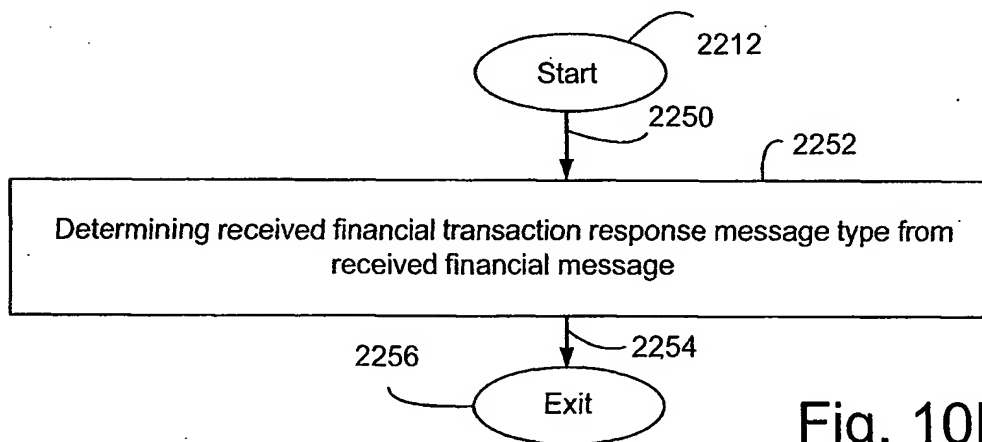 2212
Start
2250
2252
Determining received financial transaction response message type from
received financial message
2254
2256
Exit